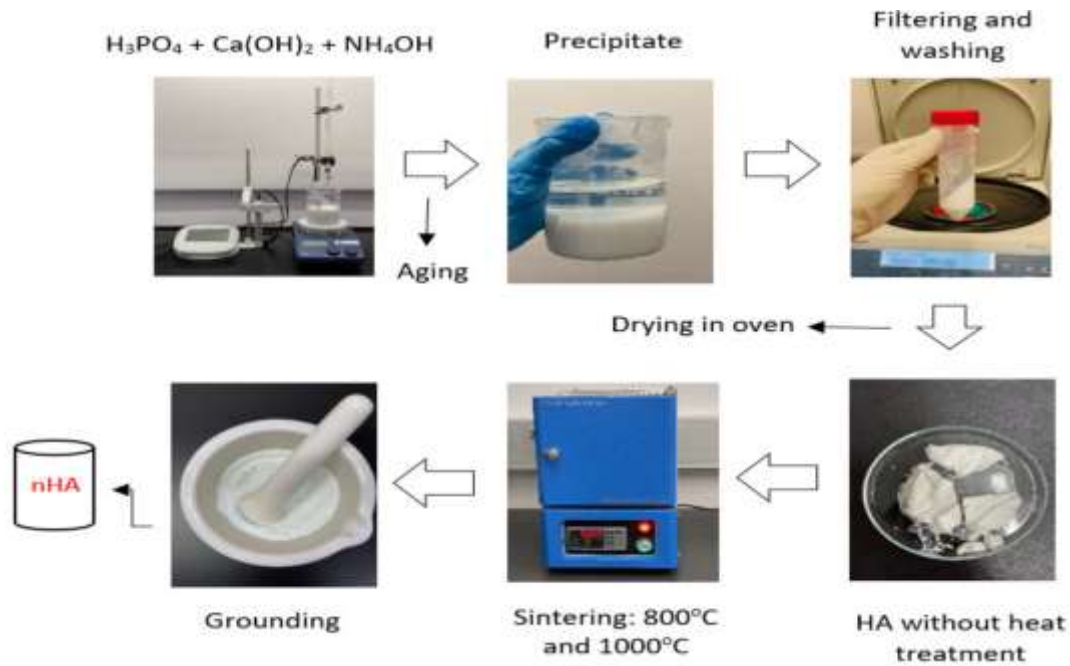 H₃PO₄ + Ca(OH)₂ + NH₄OH
Precipitate
Filtering and
washing
Aging
Drying in oven
nHA
Grounding
Sintering: 800°C
and 1000°C
HA without heat
treatment